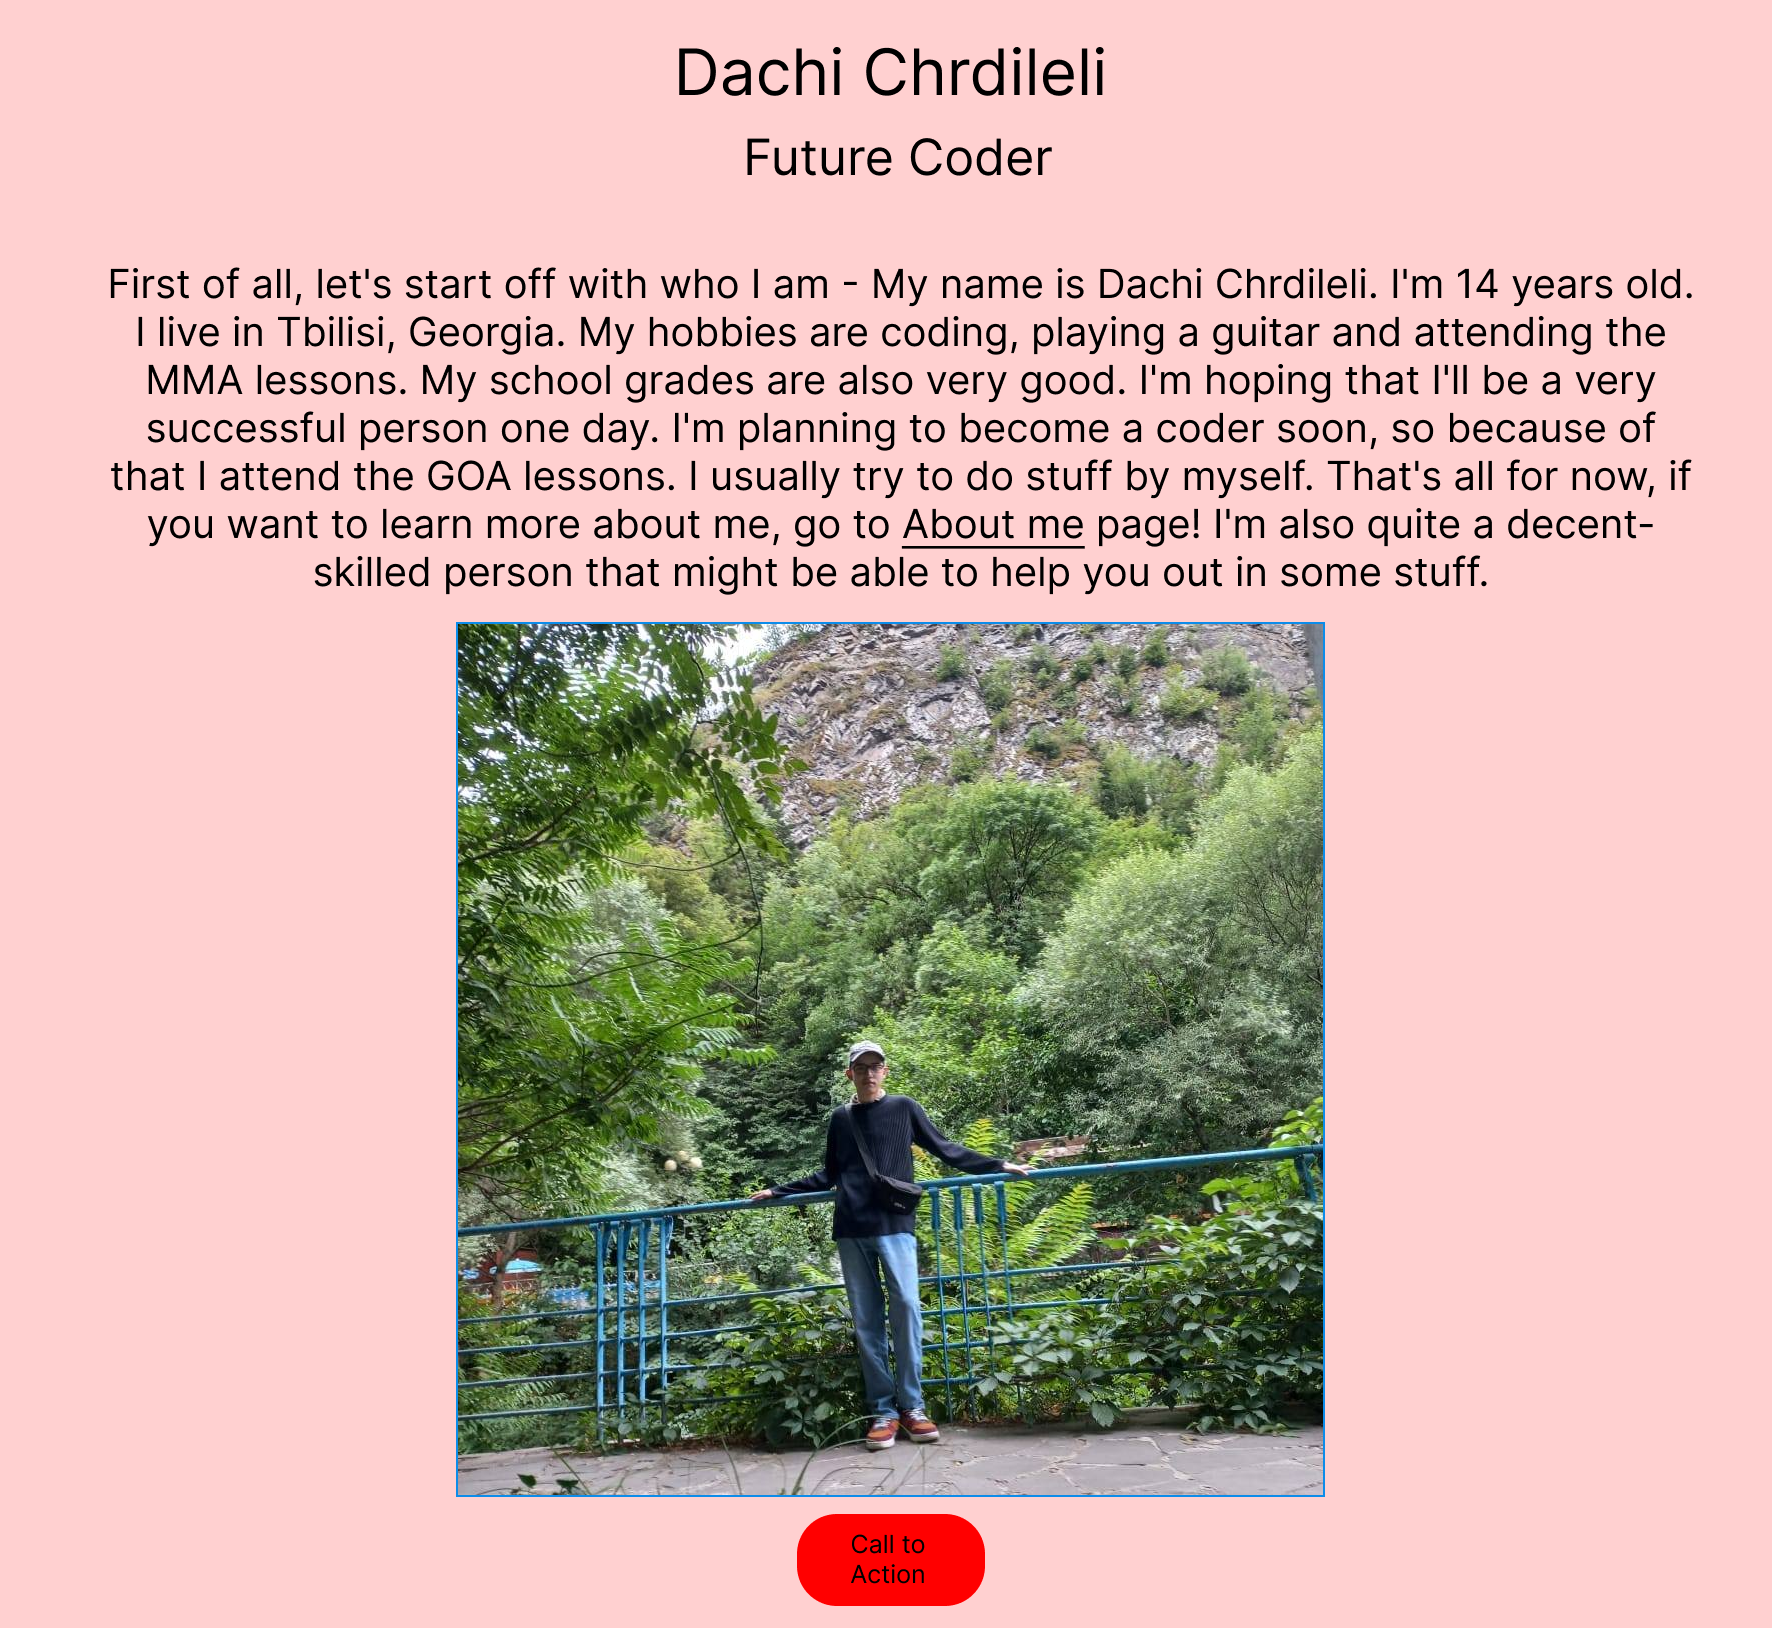 Dachi Chrdileli
Future Coder
First of all, let's start off with who I am - My name is Dachi Chrdileli. I'm 14 years old.
I live in Tbilisi, Georgia. My hobbies are coding, playing a guitar and attending the
MMA lessons. My school grades are also very good. I'm hoping that I'll be a very
successful person one day. I'm planning to become a coder soon, so because of
that I attend the GOA lessons. I usually try to do stuff by myself. That's all for now, if
you want to learn more about me, go to About me page! I'm also quite a decent-
skilled person that might be able to help you out in some stuff.
Call to
Action